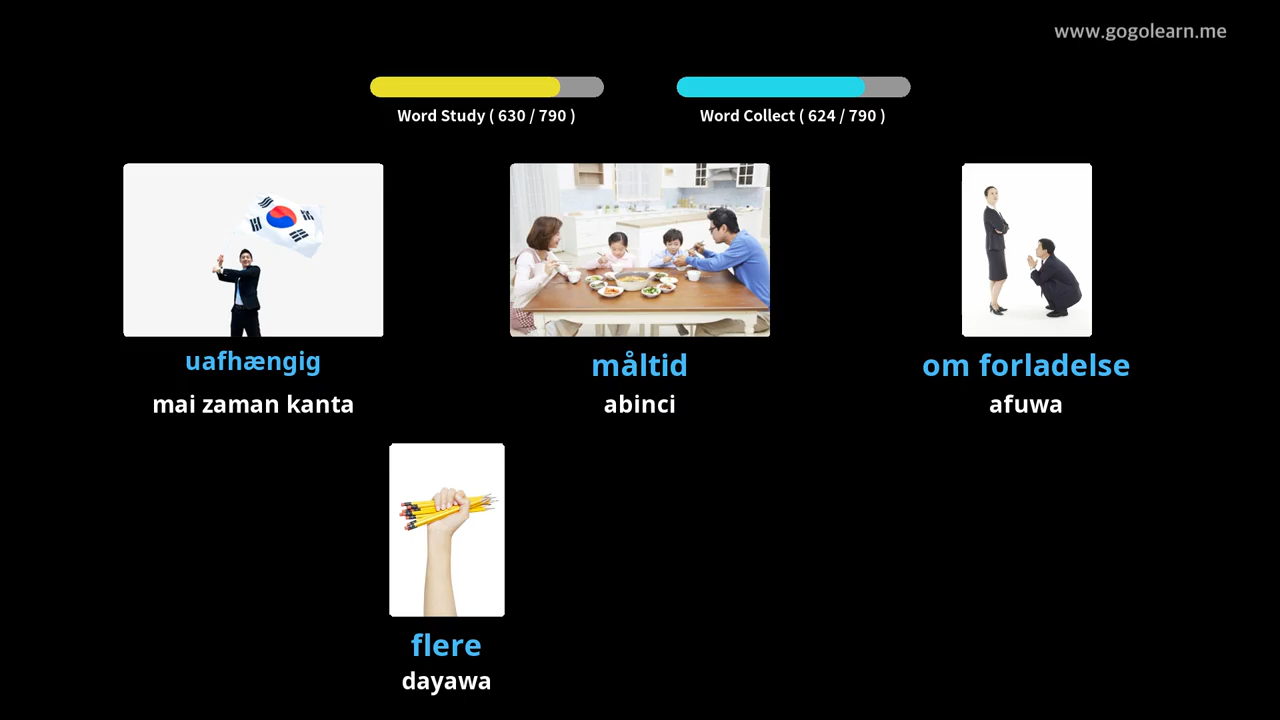 www.gogolearn.me
Word Study ( 630 / 790 )
Word Collect ( 624 / 790 )
uafhængig
måltid
om forladelse
mai zaman kanta
abinci
afuwa
flere
dayawa